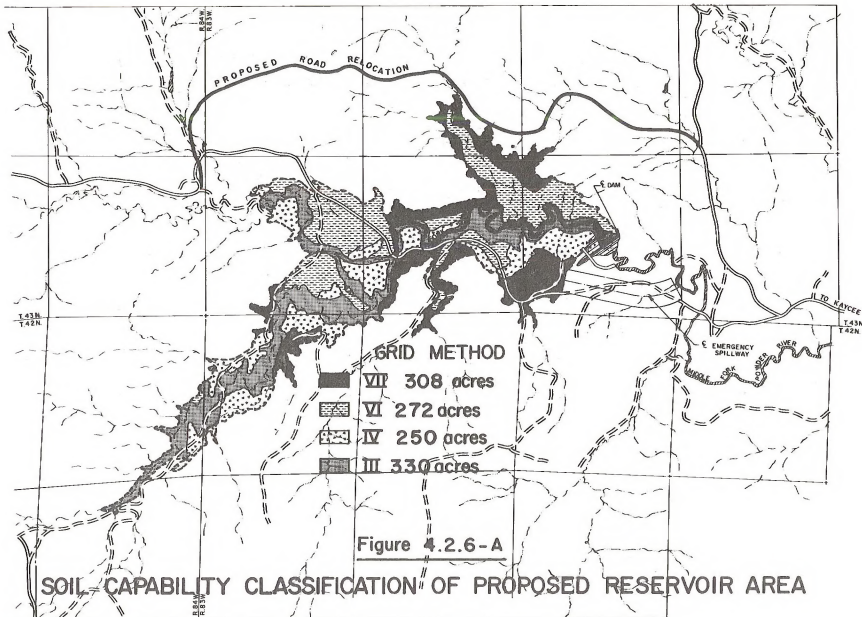 R.84W.
R.83W.
PROPOSED ROAD RELOCATION
℄ DAM
TO KAYCEE
T. 43N.
T. 42N.
T. 43N.
T. 42N.
℄ EMERGENCY
SPILLWAY
MIDDLE FORK POWDER RIVER
GRID METHOD
VII 308 acres
VI 272 acres
IV 250 acres
III 330 acres
Figure 4.2.6-A
SOIL CAPABILITY CLASSIFICATION OF PROPOSED RESERVOIR AREA
R.84W.
R.83W.